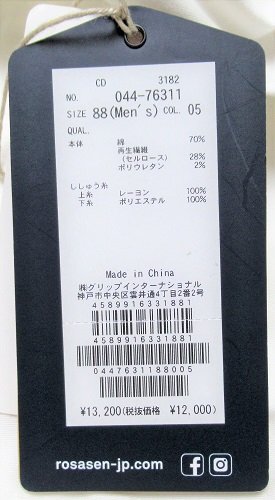 CD 3182
NO. 044-76311
SIZE 88(Men's) COL. 05
QUAL.
本体 綿 70%
再生繊維
(セルロース) 28%
ポリウレタン 2%
ししゅう糸
上糸 レーヨン 100%
下糸 ポリエステル 100%
Made in China
㈱グリップインターナショナル
神戸市中央区雲井通4丁目2番2号
4589916331881
4589916331881
0447631188005
¥13,200(税抜価格 ¥12,000)
rosasen-jp.com